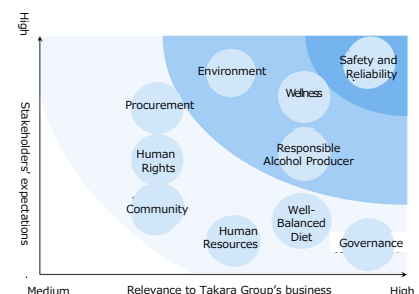 High
Stakeholders' expectations
Environment
Safety and
Reliability
Wellness
Procurement
Responsible
Alcohol Producer
Human
Rights
Community
Well-
Balanced
Diet
Human
Resources
Governance
Medium
Relevance to Takara Group's business
High